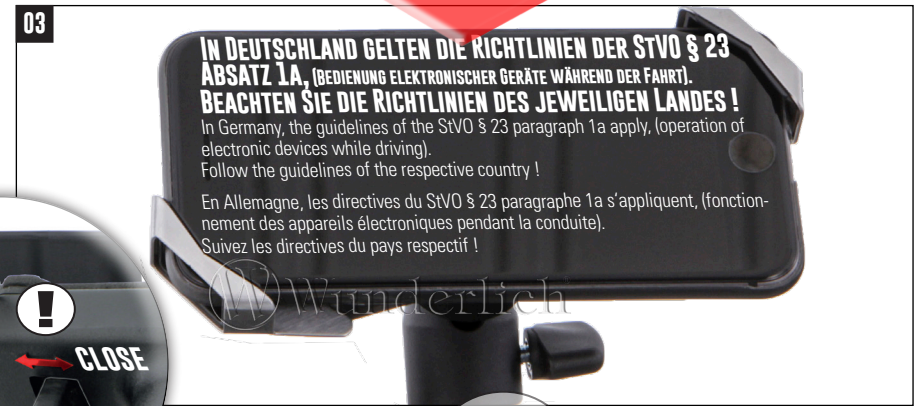 03
IN DEUTSCHLAND GELTEN DIE RICHTLINIEN DER STVO § 23
ABSATZ 1A, (BEDIENUNG ELEKTRONISCHER GERÄTE WÄHREND DER FAHRT).
BEACHTEN SIE DIE RICHTLINIEN DES JEWEILIGEN LANDES !
In Germany, the guidelines of the StVO § 23 paragraph 1a apply, (operation of
electronic devices while driving).
Follow the guidelines of the respective country !
En Allemagne, les directives du StVO § 23 paragraphe 1a s'appliquent, (fonction-
nement des appareils électroniques pendant la conduite).
Suivez les directives du pays respectif !
W Wunderlich
!
CLOSE